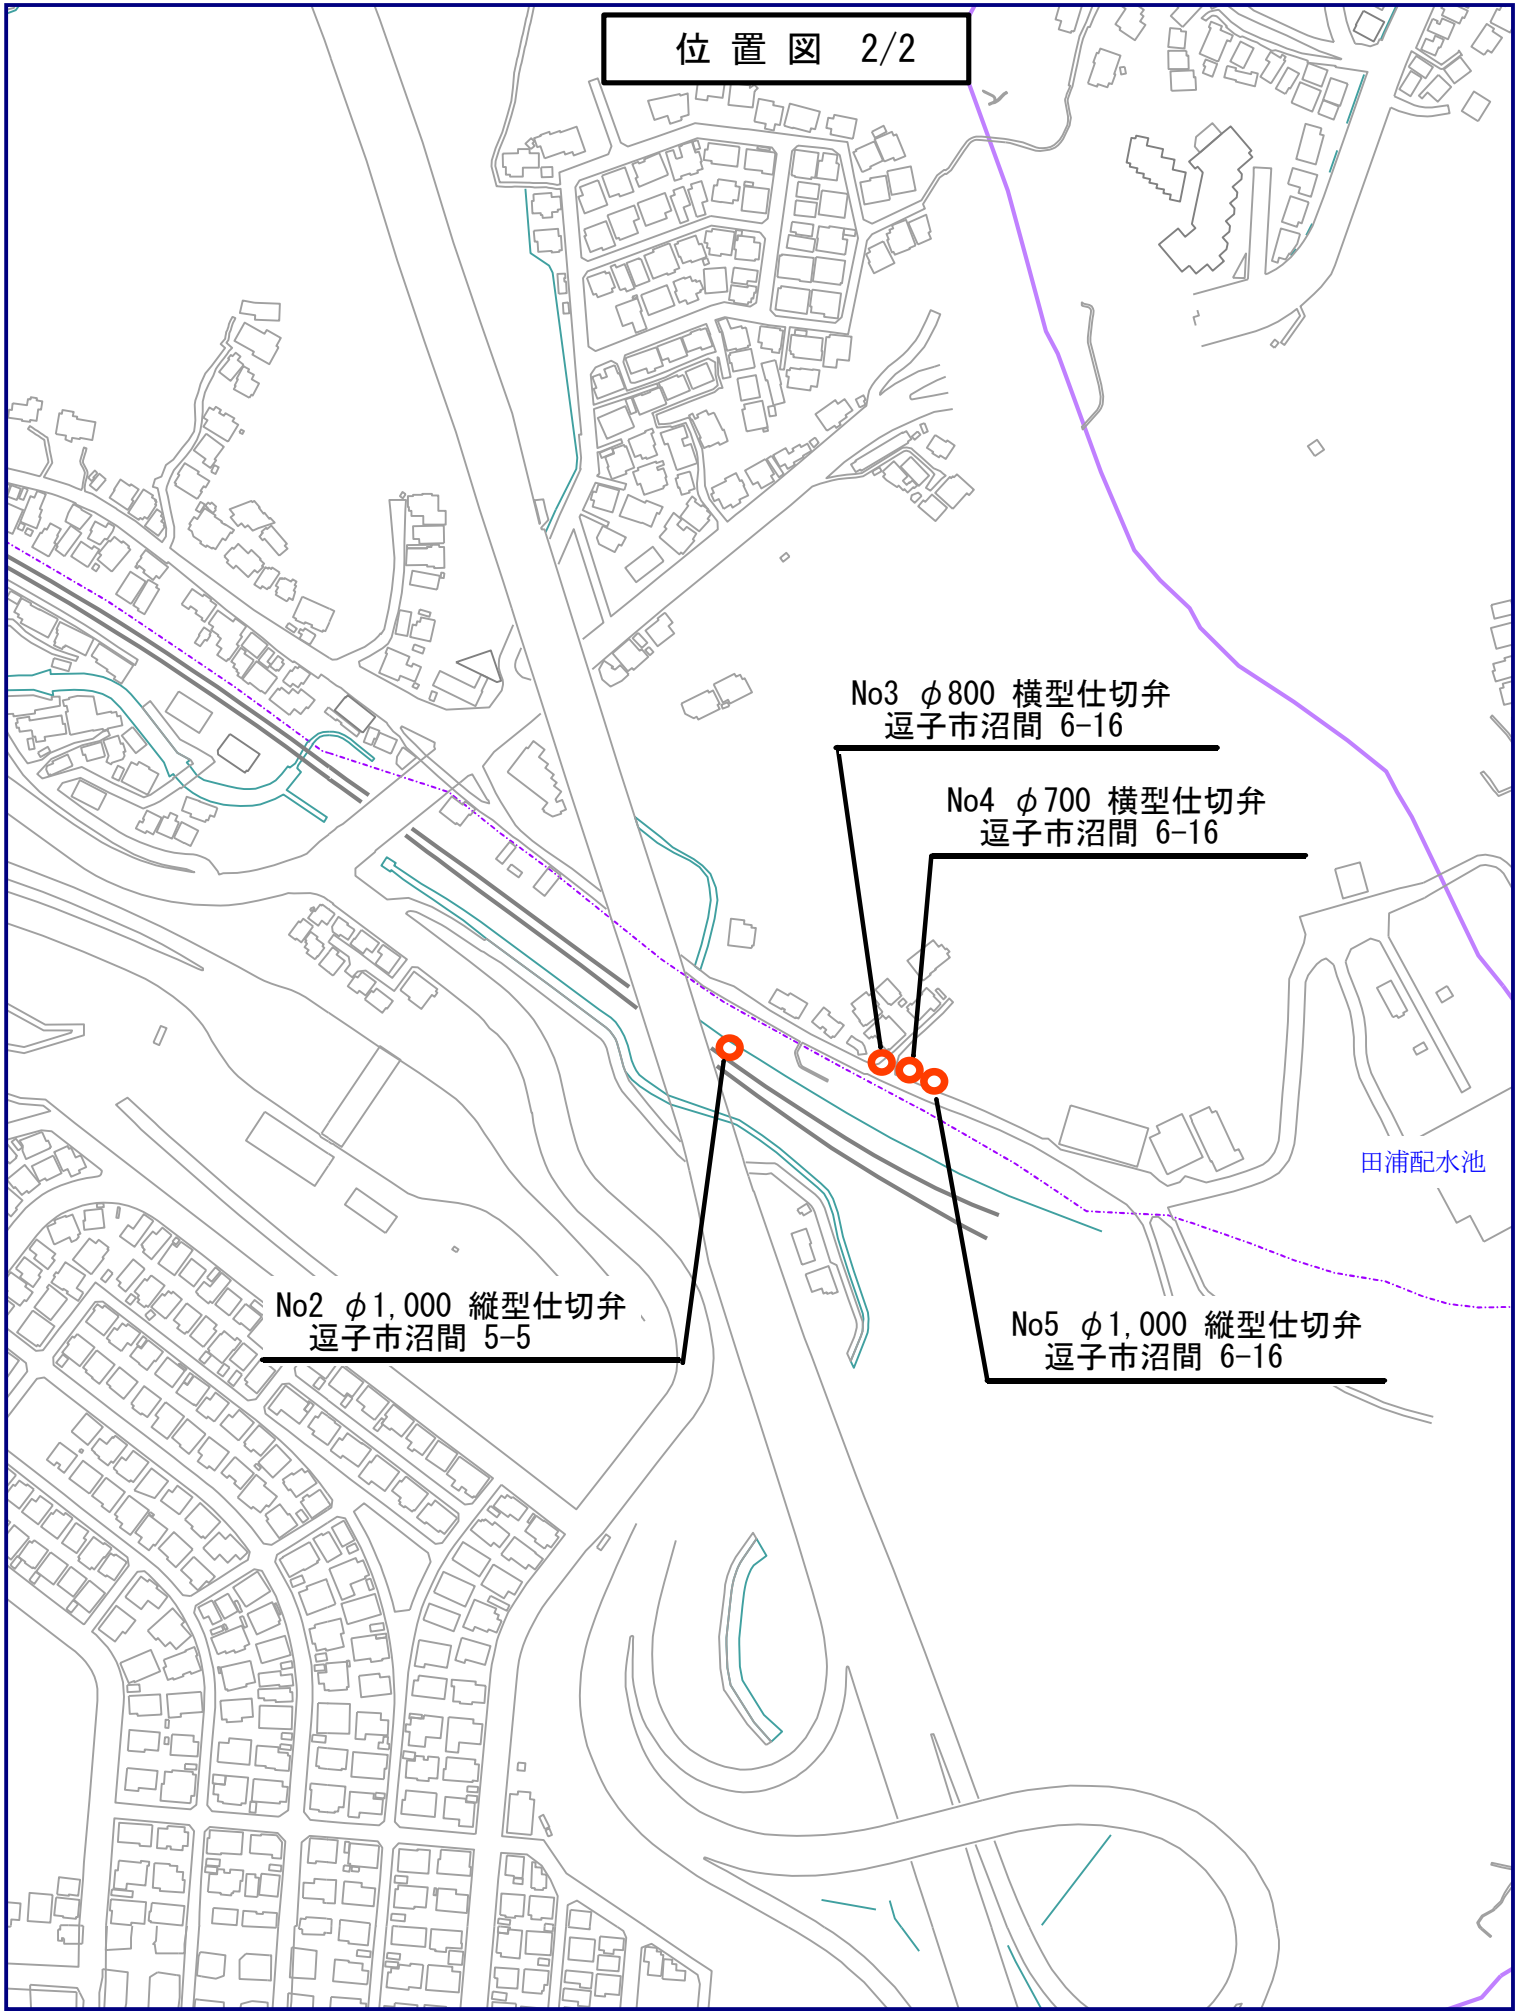 位置図 2/2
No3 φ800 横型仕切弁
逗子市沼間 6-16
No4 φ700 横型仕切弁
逗子市沼間 6-16
田浦配水池
No2 φ1,000 縦型仕切弁
逗子市沼間 5-5
No5 φ1,000 縦型仕切弁
逗子市沼間 6-16